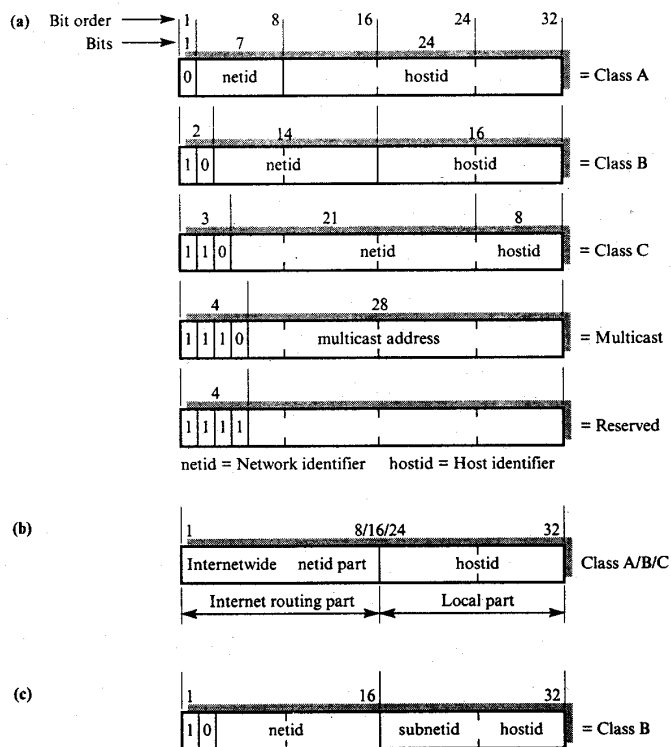 (a) Bit order 1 8 16 24 32
Bits 1 7 24
0 netid hostid = Class A
2 14 16
1 0 netid hostid = Class B
3 21 8
1 1 0 netid hostid = Class C
4 28
1 1 1 0 multicast address = Multicast
4
1 1 1 1 = Reserved
netid = Network identifier hostid = Host identifier
(b) 1 8/16/24 32
Internetwide netid part hostid Class A/B/C
Internet routing part Local part
(c) 1 16 32
1 0 netid subnetid hostid = Class B